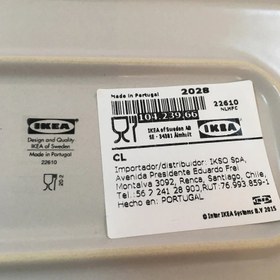 IKEA
Design and Quality
IKEA of Sweden
Made in Portugal
22610
Made in Portugal
2028
22610
104.239.66
IKEA of Sweden AB
SE - 34381 Älmhult
IKEA
CL
Importador/distribuidor: IKSO SpA,
Avenida Presidente Eduardo Frei
Montalva 3092, Renca, Santiago, Chile,
Tel.:56 2 241 28 903,RUT:76.993.859-1
Hecho en: PORTUGAL
© Inter IKEA Systems B.V 2015